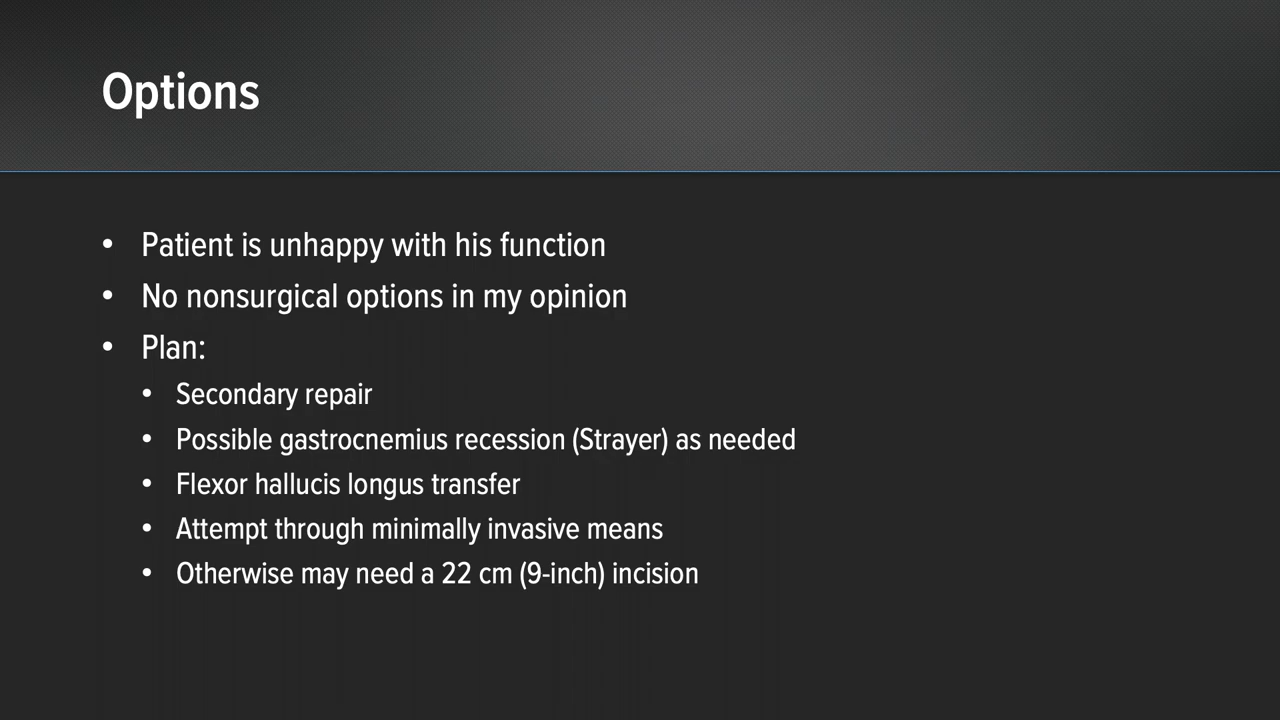 Options
• Patient is unhappy with his function
• No nonsurgical options in my opinion
• Plan:
• Secondary repair
• Possible gastrocnemius recession (Strayer) as needed
• Flexor hallucis longus transfer
• Attempt through minimally invasive means
• Otherwise may need a 22 cm (9-inch) incision